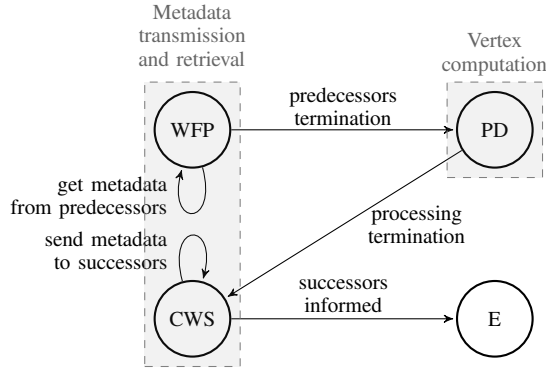 Metadata
transmission
and retrieval
Vertex
computation
WFP
predecessors
termination
PD
get metadata
from predecessors
processing
termination
send metadata
to successors
CWS
successors
informed
E